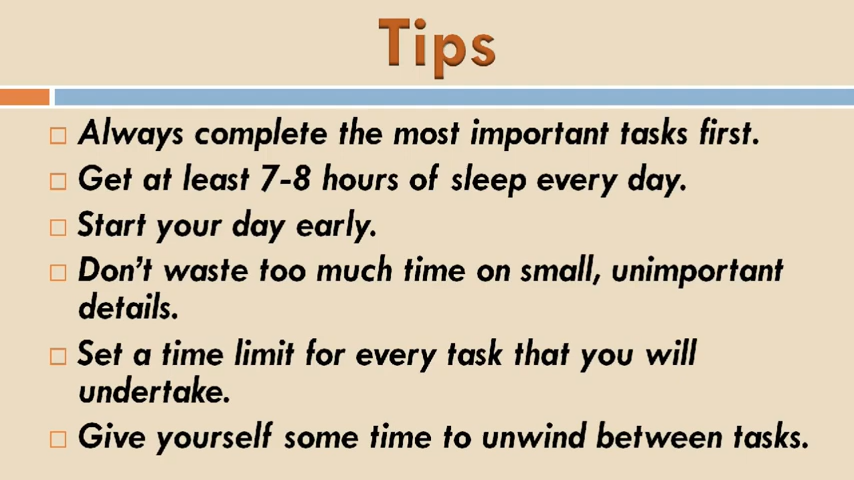 Tips
Always complete the most important tasks first.
Get at least 7-8 hours of sleep every day.
Start your day early.
Don't waste too much time on small, unimportant
details.
Set a time limit for every task that you will
undertake.
Give yourself some time to unwind between tasks.